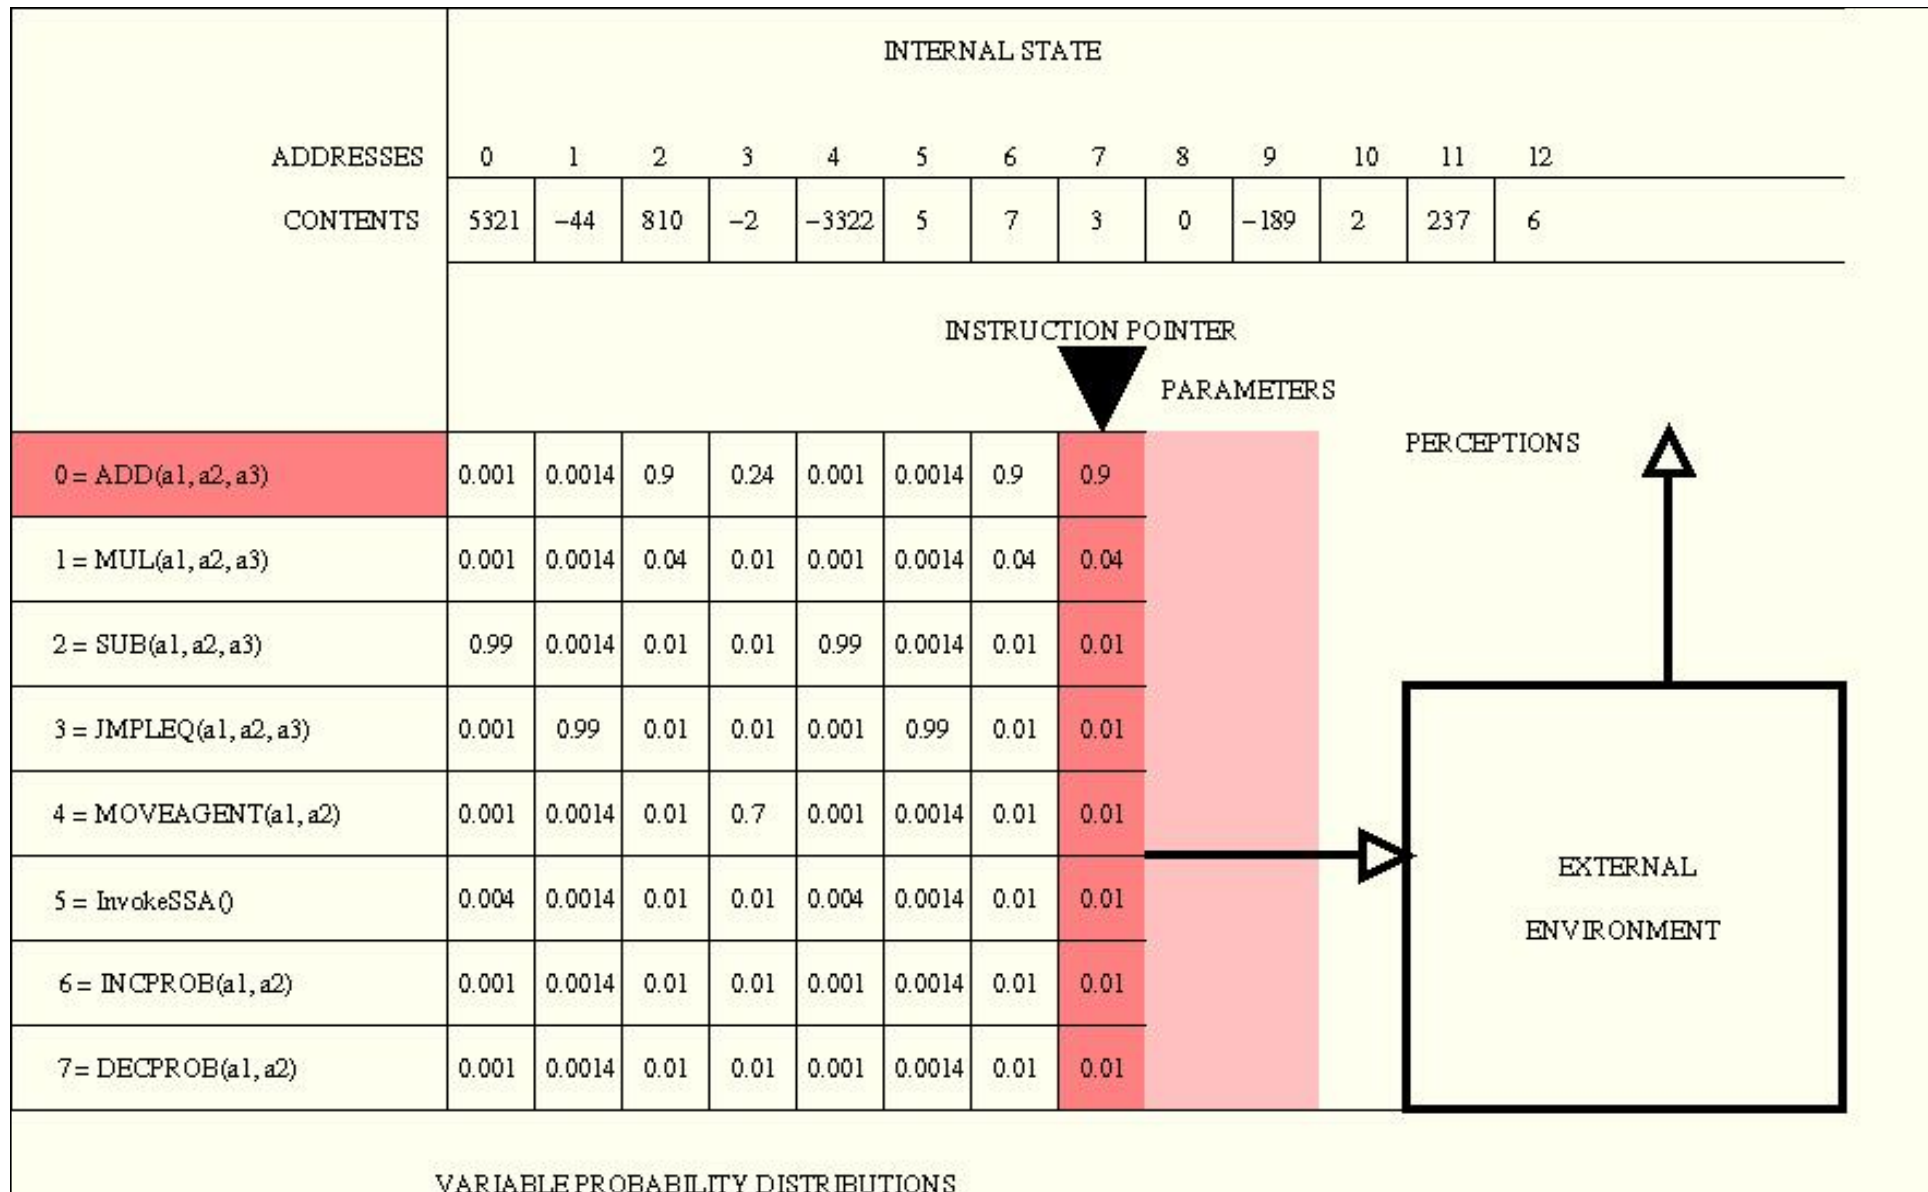 INTERNAL STATE
ADDRESSES 0 1 2 3 4 5 6 7 8 9 10 11 12
CONTENTS 5321 −44 810 −2 −3322 5 7 3 0 −189 2 237 6
INSTRUCTION POINTER
PARAMETERS
PERCEPTIONS
0 = ADD(a1, a2, a3) 0.001 0.0014 0.9 0.24 0.001 0.0014 0.9 0.9
1 = MUL(a1, a2, a3) 0.001 0.0014 0.04 0.01 0.001 0.0014 0.04 0.04
2 = SUB(a1, a2, a3) 0.99 0.0014 0.01 0.01 0.99 0.0014 0.01 0.01
3 = JMPLEQ(a1, a2, a3) 0.001 0.99 0.01 0.01 0.001 0.99 0.01 0.01
4 = MOVEAGENT(a1, a2) 0.001 0.0014 0.01 0.7 0.001 0.0014 0.01 0.01
5 = InvokeSSA() 0.004 0.0014 0.01 0.01 0.004 0.0014 0.01 0.01
EXTERNAL
ENVIRONMENT
6 = INCPROB(a1, a2) 0.001 0.0014 0.01 0.01 0.001 0.0014 0.01 0.01
7 = DECPROB(a1, a2) 0.001 0.0014 0.01 0.01 0.001 0.0014 0.01 0.01
VARIABLE PROBABILITY DISTRIBUTIONS